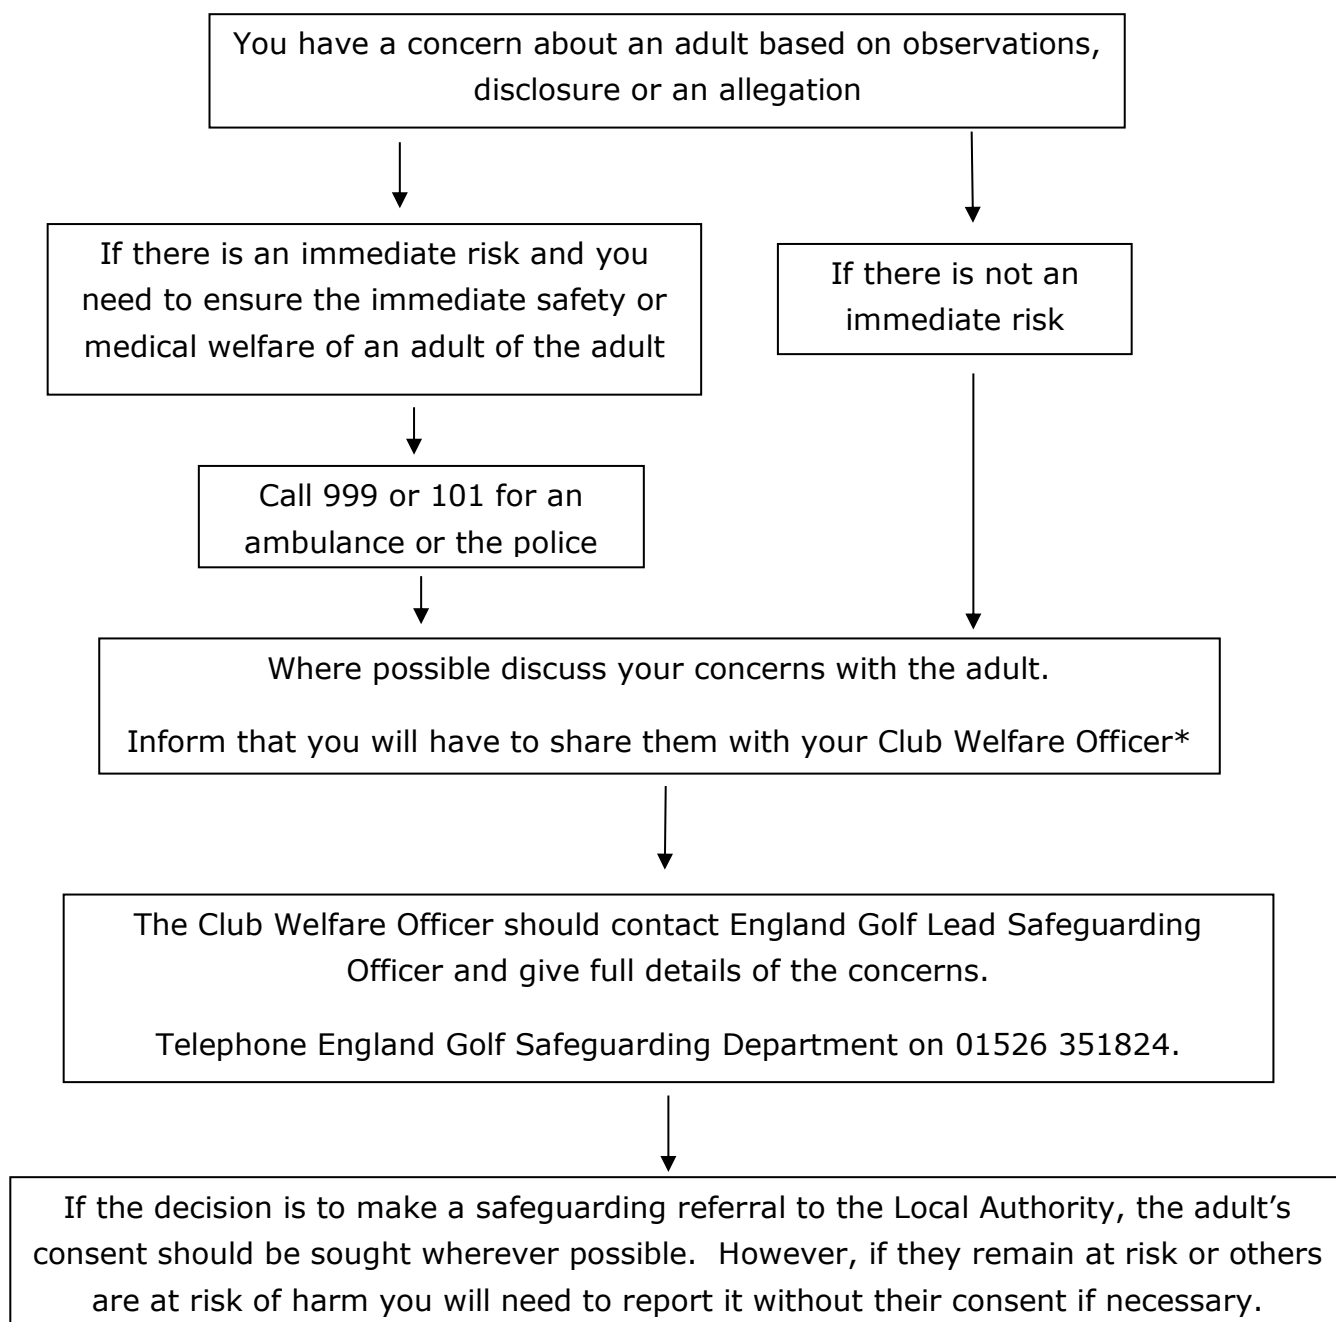 You have a concern about an adult based on observations,
disclosure or an allegation
If there is an immediate risk and you
need to ensure the immediate safety or
medical welfare of an adult of the adult
If there is not an
immediate risk
Call 999 or 101 for an
ambulance or the police
Where possible discuss your concerns with the adult.
Inform that you will have to share them with your Club Welfare Officer*
The Club Welfare Officer should contact England Golf Lead Safeguarding
Officer and give full details of the concerns.
Telephone England Golf Safeguarding Department on 01526 351824.
If the decision is to make a safeguarding referral to the Local Authority, the adult’s
consent should be sought wherever possible.  However, if they remain at risk or others
are at risk of harm you will need to report it without their consent if necessary.